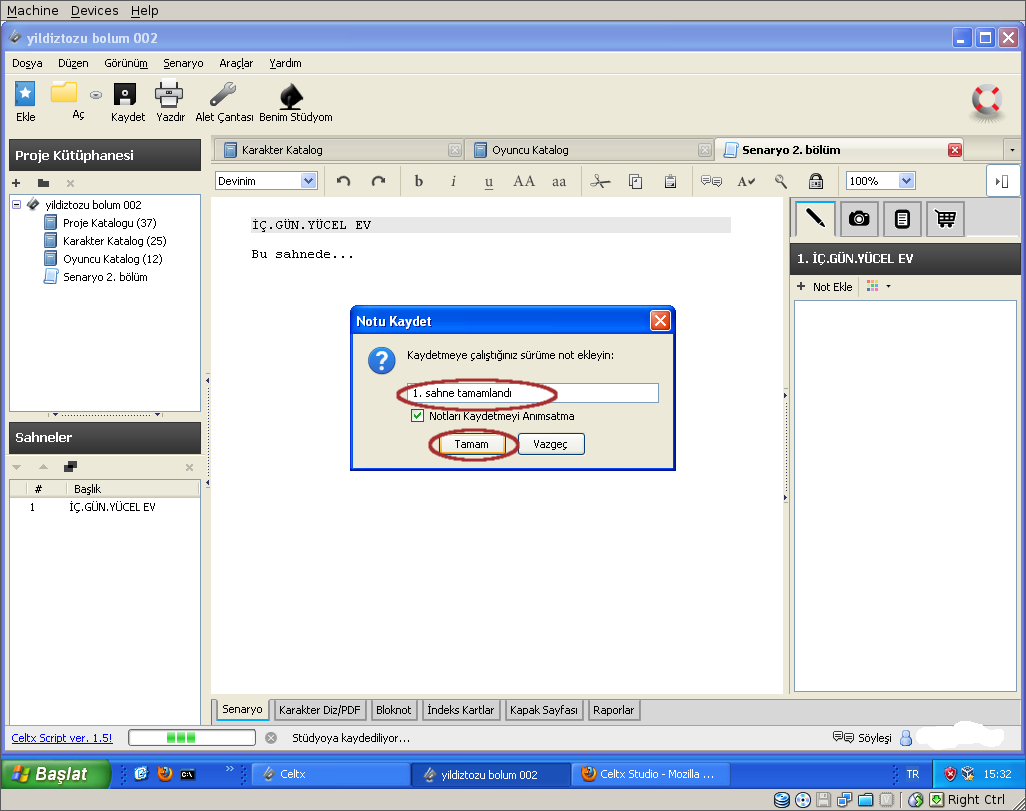 Machine Devices Help
yildiztozu bolum 002
Dosya Düzen Görünüm Senaryo Araçlar Yardım
Ekle Aç Kaydet Yazdır Alet Çantası Benim Stüdyom
Proje Kütüphanesi
Karakter Katalog Oyuncu Katalog Senaryo 2. bölüm
Devinim b i u AA aa A 100%
yildiztozu bolum 002
Proje Katalogu (37)
Karakter Katalog (25)
Oyuncu Katalog (12)
Senaryo 2. bölüm
İÇ.GÜN.YÜCEL EV
Bu sahnede...
1. İÇ.GÜN.YÜCEL EV
+ Not Ekle
Notu Kaydet
Kaydetmeye çalıştığınız sürüme not ekleyin:
1. sahne tamamlandı
Notları Kaydetmeyi Anımsatma
Tamam Vazgeç
Sahneler
# Başlık
1 İÇ.GÜN.YÜCEL EV
Senaryo Karakter Diz/PDF Bloknot İndeks Kartlar Kapak Sayfası Raporlar
Celtx Script ver. 1.5! Stüdyoya kaydediliyor... Söyleşi
Başlat C:\ Celtx yildiztozu bolum 002 Celtx Studio - Mozilla ... TR 15:32
Right Ctrl